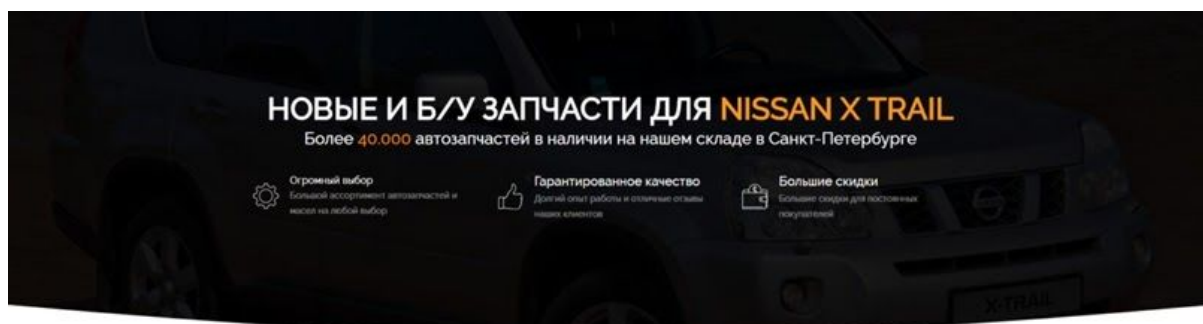 НОВЫЕ И Б/У ЗАПЧАСТИ ДЛЯ NISSAN X TRAIL
Более 40.000 автозапчастей в наличии на нашем складе в Санкт-Петербурге
Огромный выбор
Большой ассортимент автозапчастей и
масел на любой выбор
Гарантированное качество
Долгий опыт работы и отличные отзывы
наших клиентов
Большие скидки
Большие скидки для постоянных
покупателей
X-TRAIL